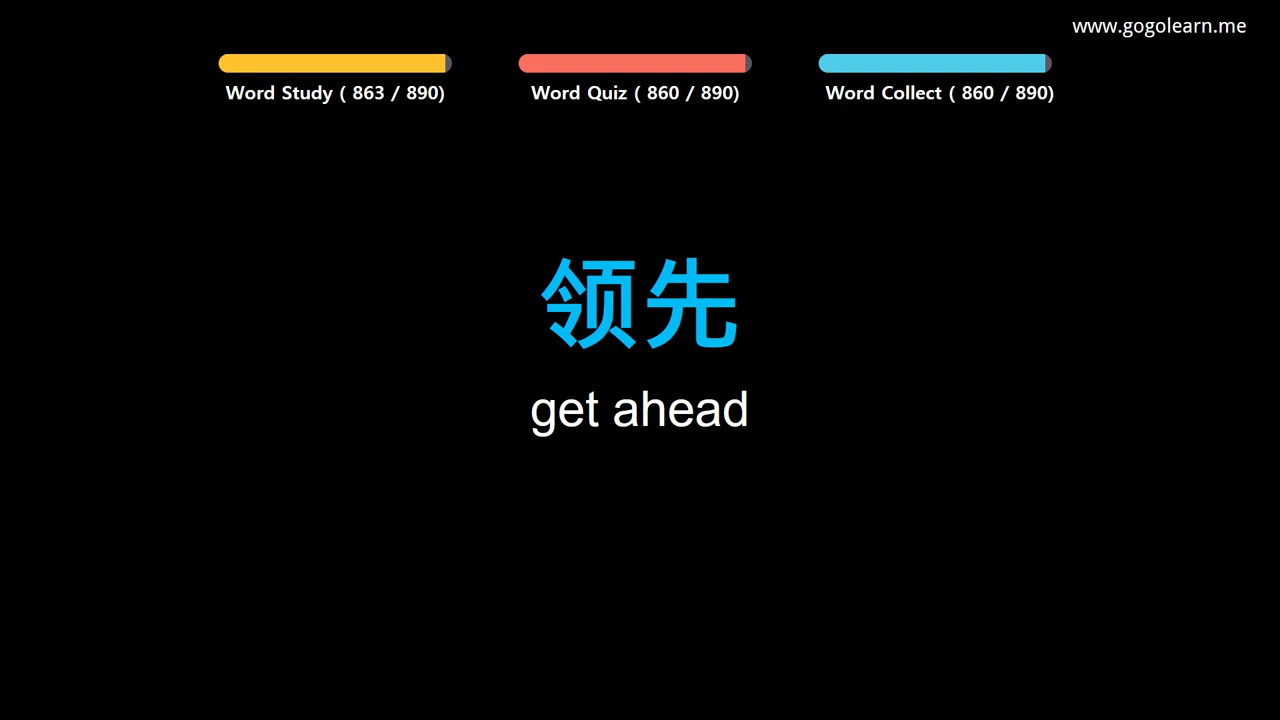 www.gogolearn.me
Word Study ( 863 / 890)
Word Quiz ( 860 / 890)
Word Collect ( 860 / 890)
领先
get ahead